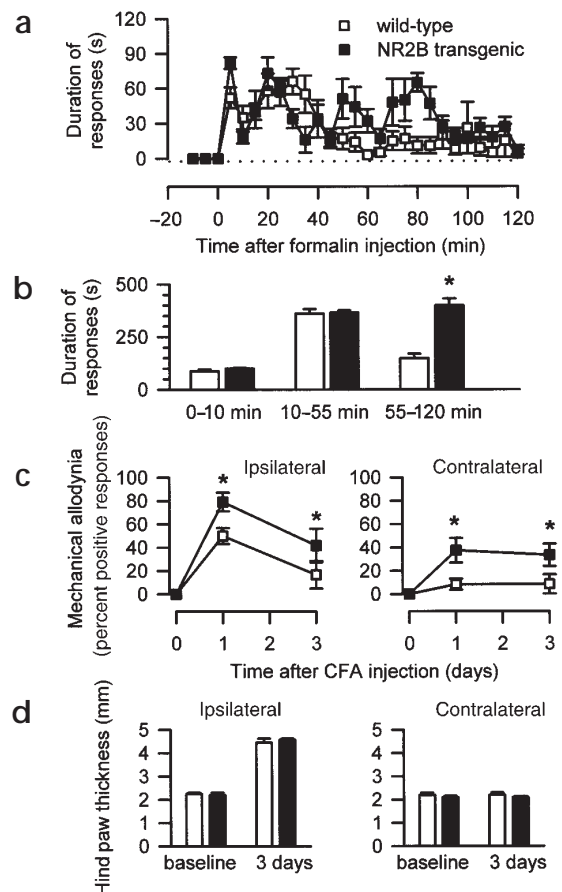 a
120
90
60
30
0
Duration of
responses (s)
wild-type
NR2B transgenic
−20 0 20 40 60 80 100 120
Time after formalin injection (min)
b
500
250
0
Duration of
responses (s)
*
0–10 min 10–55 min 55–120 min
c
Mechanical allodynia
(percent positive responses)
Ipsilateral
100
80
60
40
20
0
* *
0 1 2 3
Contralateral
100
80
60
40
20
0
* *
0 1 2 3
Time after CFA injection (days)
d
Hind paw thickness (mm)
Ipsilateral
5
4
3
2
1
0
baseline 3 days
Contralateral
5
4
3
2
1
0
baseline 3 days